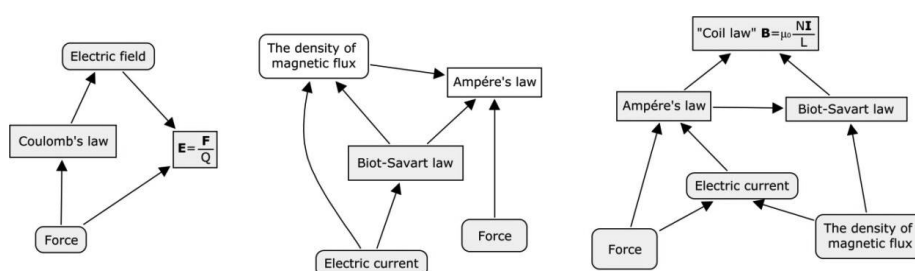 Electric field
Coulomb's law
E=F/Q
Force
The density of
magnetic flux
Ampére's law
Biot-Savart law
Force
Electric current
"Coil law" B=μ₀ NI/L
Ampére's law
Biot-Savart law
Electric current
Force
The density of
magnetic flux